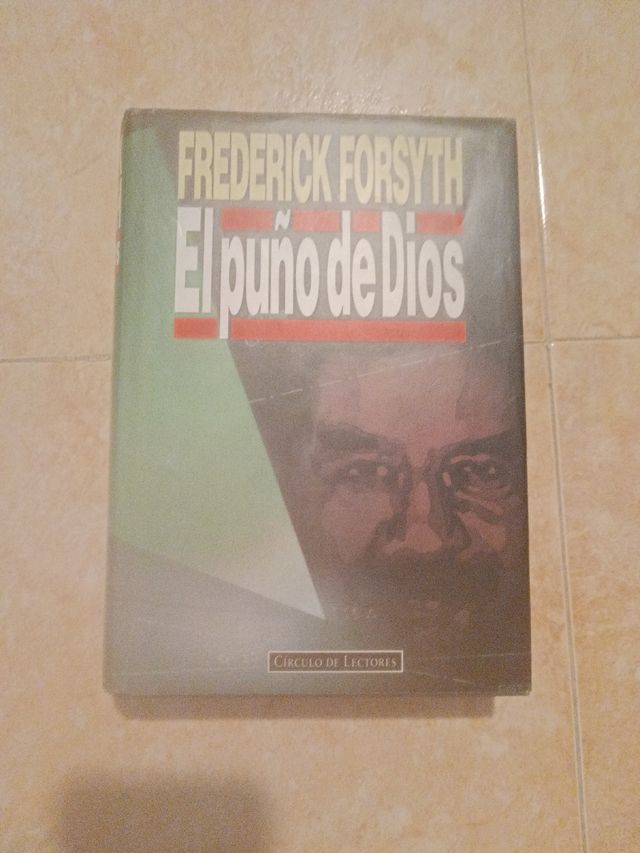 FREDERICK FORSYTH
El puño de Dios
CÍRCULO DE LECTORES